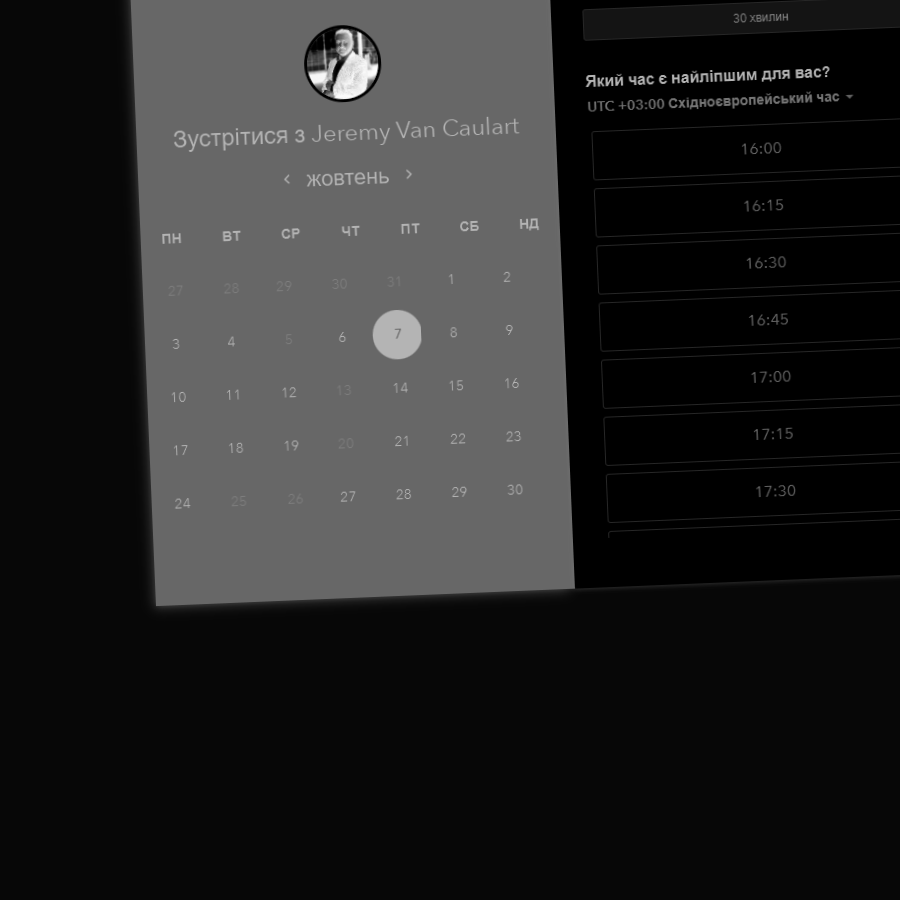 Зустрітися з Jeremy Van Caulart
‹ жовтень ›
ПН ВТ СР ЧТ ПТ СБ НД
27 28 29 30 31 1 2
3 4 5 6 7 8 9
10 11 12 13 14 15 16
17 18 19 20 21 22 23
24 25 26 27 28 29 30
30 хвилин
Який час є найліпшим для вас?
UTC +03:00 Східноєвропейський час
16:00
16:15
16:30
16:45
17:00
17:15
17:30